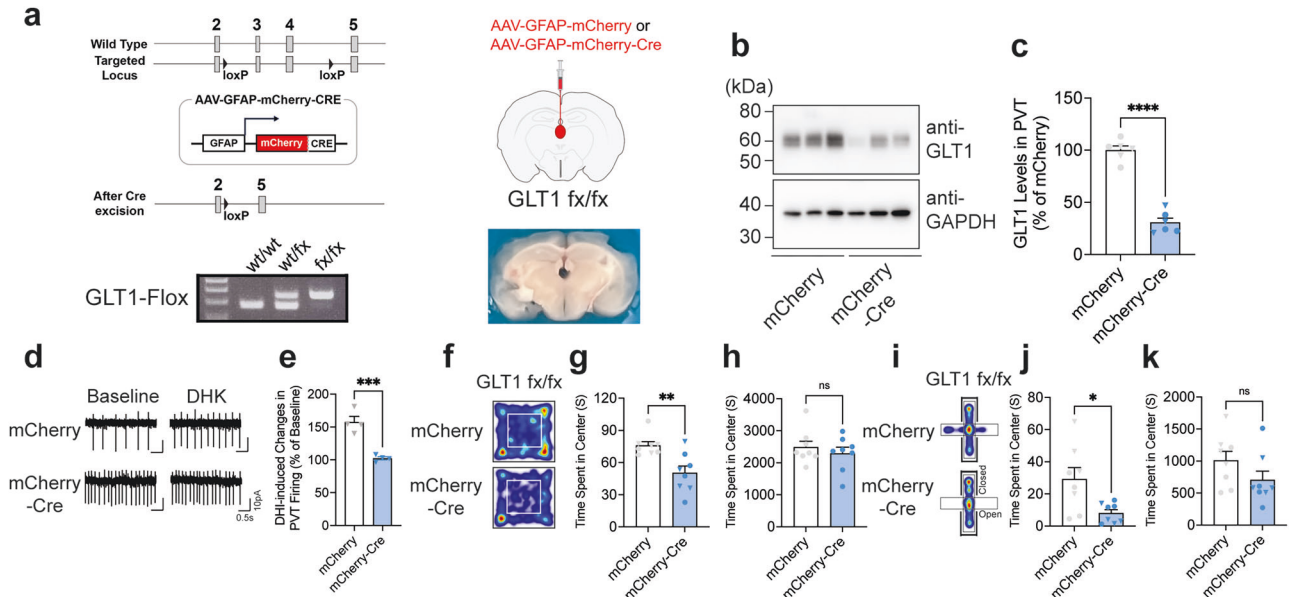 a
2 3 4 5
Wild Type
Targeted
Locus
loxP loxP
AAV-GFAP-mCherry-CRE
GFAP mCherry CRE
2 5
After Cre
excision
loxP
wt/wt wt/fx fx/fx
GLT1-Flox
AAV-GFAP-mCherry or
AAV-GFAP-mCherry-Cre
GLT1 fx/fx
b
(kDa)
80
60
50
anti-
GLT1
40
30
anti-
GAPDH
mCherry
mCherry
-Cre
c
GLT1 Levels in PVT
(% of mCherry)
150
100
50
0
****
mCherry
mCherry-Cre
d
Baseline DHK
mCherry
mCherry
-Cre
10pA
0.5s
e
DHI-induced Changes in
PVT Firing (% of Baseline)
200
150
100
50
0
***
mCherry
mCherry-Cre
f
GLT1 fx/fx
mCherry
mCherry
-Cre
g
Time Spent in Center (S)
120
90
60
30
0
**
mCherry
mCherry-Cre
h
Time Spent in Center (S)
4000
3000
2000
1000
0
ns
mCherry
mCherry-Cre
i
GLT1 fx/fx
mCherry
mCherry
-Cre
Closed
Open
j
Time Spent in Center (S)
80
60
40
20
0
*
mCherry
mCherry-Cre
k
Time Spent in Center (S)
2000
1500
1000
500
0
ns
mCherry
mCherry-Cre